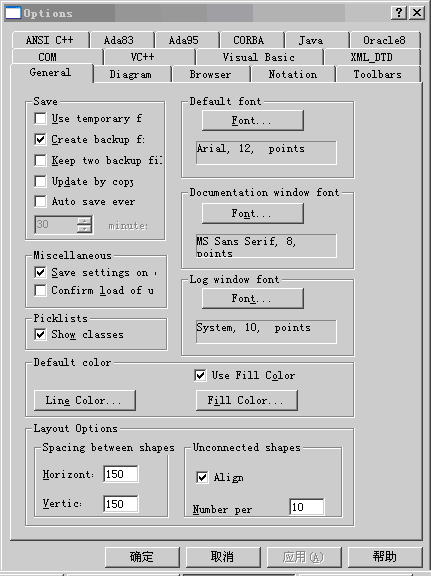 Options
ANSI C++ Ada83 Ada95 CORBA Java Oracle8
COM VC++ Visual Basic XML_DTD
General Diagram Browser Notation Toolbars
Save
Use temporary f
Create backup f:
Keep two backup fi
Update by copy
Auto save ever
30 minute:
Miscellaneous
Save settings on
Confirm load of u
Picklists
Show classes
Default font
Font...
Arial, 12, points
Documentation window font
Font...
MS Sans Serif, 8,
points
Log window font
Font...
System, 10, points
Default color
Use Fill Color
Line Color... Fill Color...
Layout Options
Spacing between shapes
Horizont: 150
Vertic: 150
Unconnected shapes
Align
Number per 10
确定 取消 应用(A) 帮助